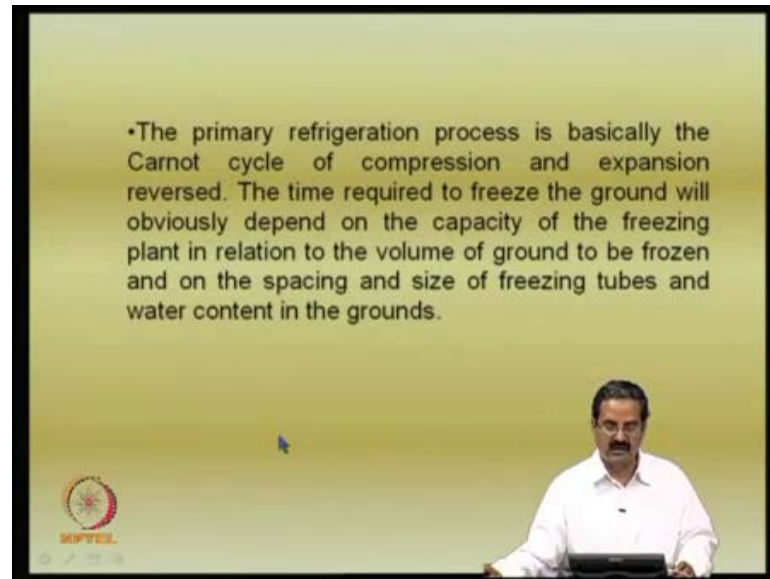 •The primary refrigeration process is basically the
Carnot cycle of compression and expansion
reversed. The time required to freeze the ground will
obviously depend on the capacity of the freezing
plant in relation to the volume of ground to be frozen
and on the spacing and size of freezing tubes and
water content in the grounds.
NPTEL